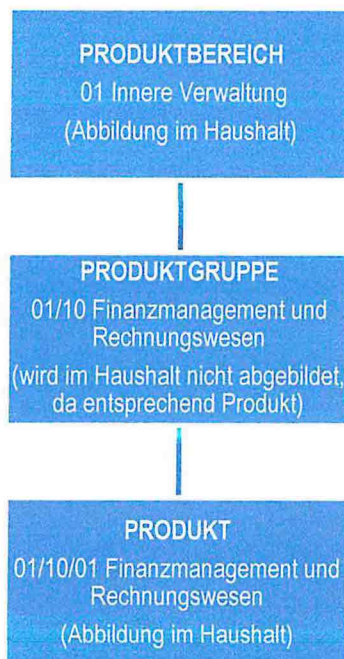 PRODUKTBEREICH
01 Innere Verwaltung
(Abbildung im Haushalt)
PRODUKTGRUPPE
01/10 Finanzmanagement und
Rechnungswesen
(wird im Haushalt nicht abgebildet,
da entsprechend Produkt)
PRODUKT
01/10/01 Finanzmanagement und
Rechnungswesen
(Abbildung im Haushalt)